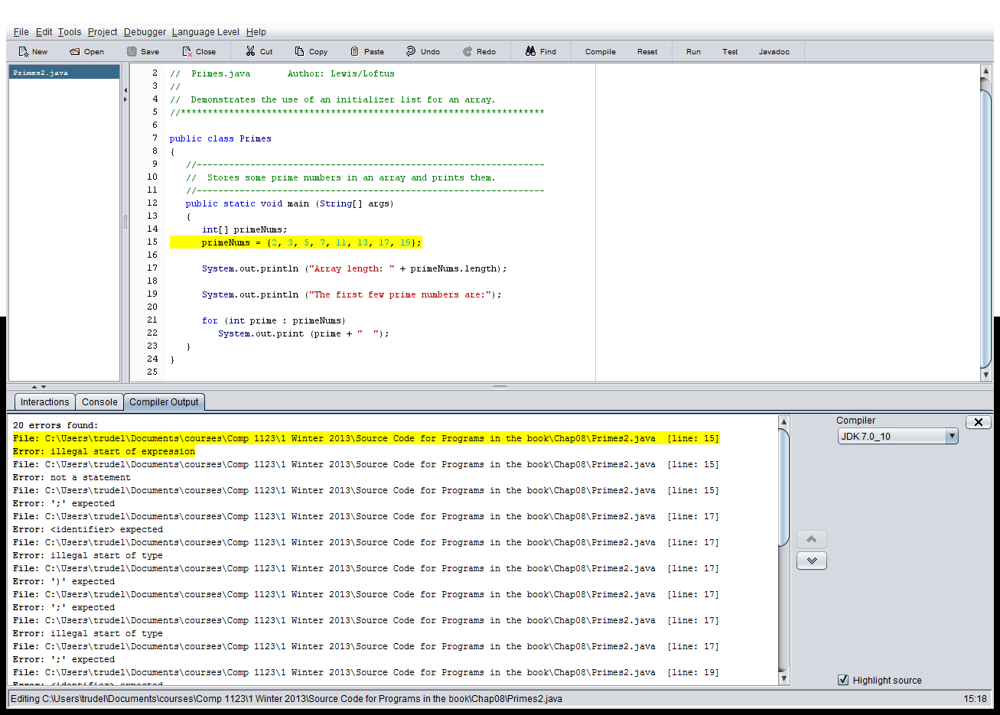 File Edit Tools Project Debugger Language Level Help
New Open Save Close Cut Copy Paste Undo Redo Find Compile Reset Run Test Javadoc
Primes2.java
2 //  Primes.java       Author: Lewis/Loftus
3 //
4 //  Demonstrates the use of an initializer list for an array.
5 //********************************************************************
6
7 public class Primes
8 {
9    //-----------------------------------------------------------------
10    //  Stores some prime numbers in an array and prints them.
11    //-----------------------------------------------------------------
12    public static void main (String[] args)
13    {
14       int[] primeNums;
15       primeNums = {2, 3, 5, 7, 11, 13, 17, 19};
16
17       System.out.println ("Array length: " + primeNums.length);
18
19       System.out.println ("The first few prime numbers are:");
20
21       for (int prime : primeNums)
22          System.out.print (prime + "  ");
23    }
24 }
25
Interactions Console Compiler Output
20 errors found:
File: C:\Users\trudel\Documents\courses\Comp 1123\1 Winter 2013\Source Code for Programs in the book\Chap08\Primes2.java  [line: 15]
Error: illegal start of expression
File: C:\Users\trudel\Documents\courses\Comp 1123\1 Winter 2013\Source Code for Programs in the book\Chap08\Primes2.java  [line: 15]
Error: not a statement
File: C:\Users\trudel\Documents\courses\Comp 1123\1 Winter 2013\Source Code for Programs in the book\Chap08\Primes2.java  [line: 15]
Error: ';' expected
File: C:\Users\trudel\Documents\courses\Comp 1123\1 Winter 2013\Source Code for Programs in the book\Chap08\Primes2.java  [line: 17]
Error: <identifier> expected
File: C:\Users\trudel\Documents\courses\Comp 1123\1 Winter 2013\Source Code for Programs in the book\Chap08\Primes2.java  [line: 17]
Error: illegal start of type
File: C:\Users\trudel\Documents\courses\Comp 1123\1 Winter 2013\Source Code for Programs in the book\Chap08\Primes2.java  [line: 17]
Error: ')' expected
File: C:\Users\trudel\Documents\courses\Comp 1123\1 Winter 2013\Source Code for Programs in the book\Chap08\Primes2.java  [line: 17]
Error: ';' expected
File: C:\Users\trudel\Documents\courses\Comp 1123\1 Winter 2013\Source Code for Programs in the book\Chap08\Primes2.java  [line: 17]
Error: illegal start of type
File: C:\Users\trudel\Documents\courses\Comp 1123\1 Winter 2013\Source Code for Programs in the book\Chap08\Primes2.java  [line: 17]
Error: ';' expected
File: C:\Users\trudel\Documents\courses\Comp 1123\1 Winter 2013\Source Code for Programs in the book\Chap08\Primes2.java  [line: 19]
Error: <identifier> expected
Compiler
JDK 7.0_10
Highlight source
Editing C:\Users\trudel\Documents\courses\Comp 1123\1 Winter 2013\Source Code for Programs in the book\Chap08\Primes2.java 15:18